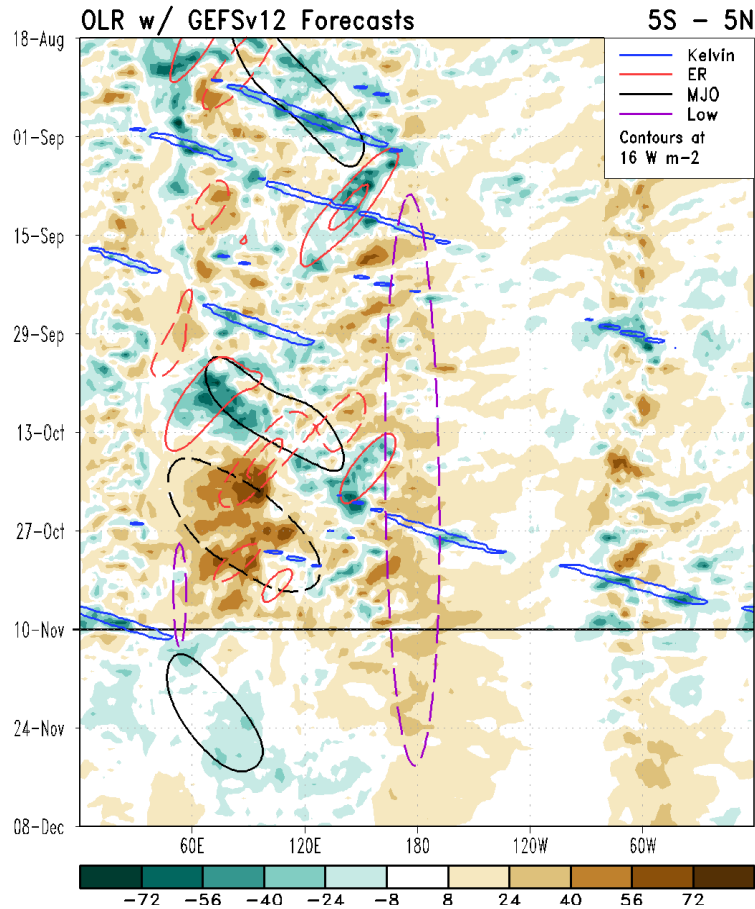 OLR w/ GEFSv12 Forecasts 5S - 5N
18-Aug
01-Sep
15-Sep
29-Sep
13-Oct
27-Oct
10-Nov
24-Nov
08-Dec
Kelvin
ER
MJO
Low
Contours at
16 W m-2
60E 120E 180 120W 60W
-72 -56 -40 -24 -8 8 24 40 56 72